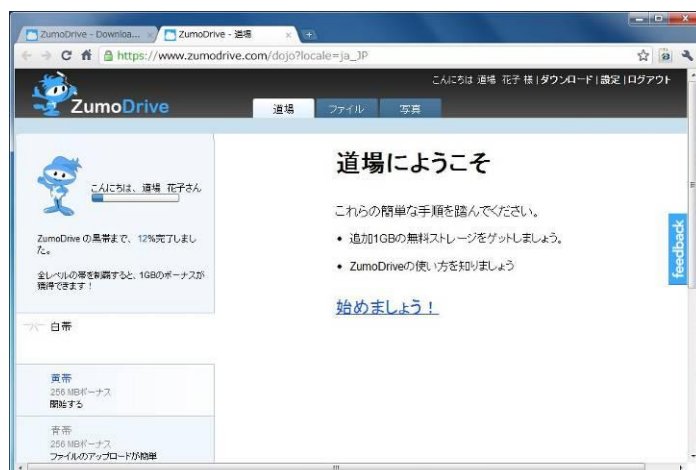 ZumoDrive - Downloa...
ZumoDrive - 道場
https://www.zumodrive.com/dojo?locale=ja_JP
こんにちは 道場 花子 様 | ダウンロード | 設定 | ログアウト
ZumoDrive
道場
ファイル
写真
こんにちは、道場 花子さん
ZumoDrive の黒帯まで、12%完了しまし
た。
全レベルの帯を制覇すると、1GBのボーナスが
獲得できます！
白帯
黄帯
256 MBボーナス
開始する
青帯
256 MBボーナス
ファイルのアップロードが簡単
道場にようこそ
これらの簡単な手順を踏んでください。
• 追加1GBの無料ストレージをゲットしましょう。
• ZumoDriveの使い方を知りましょう
始めましょう！
feedback